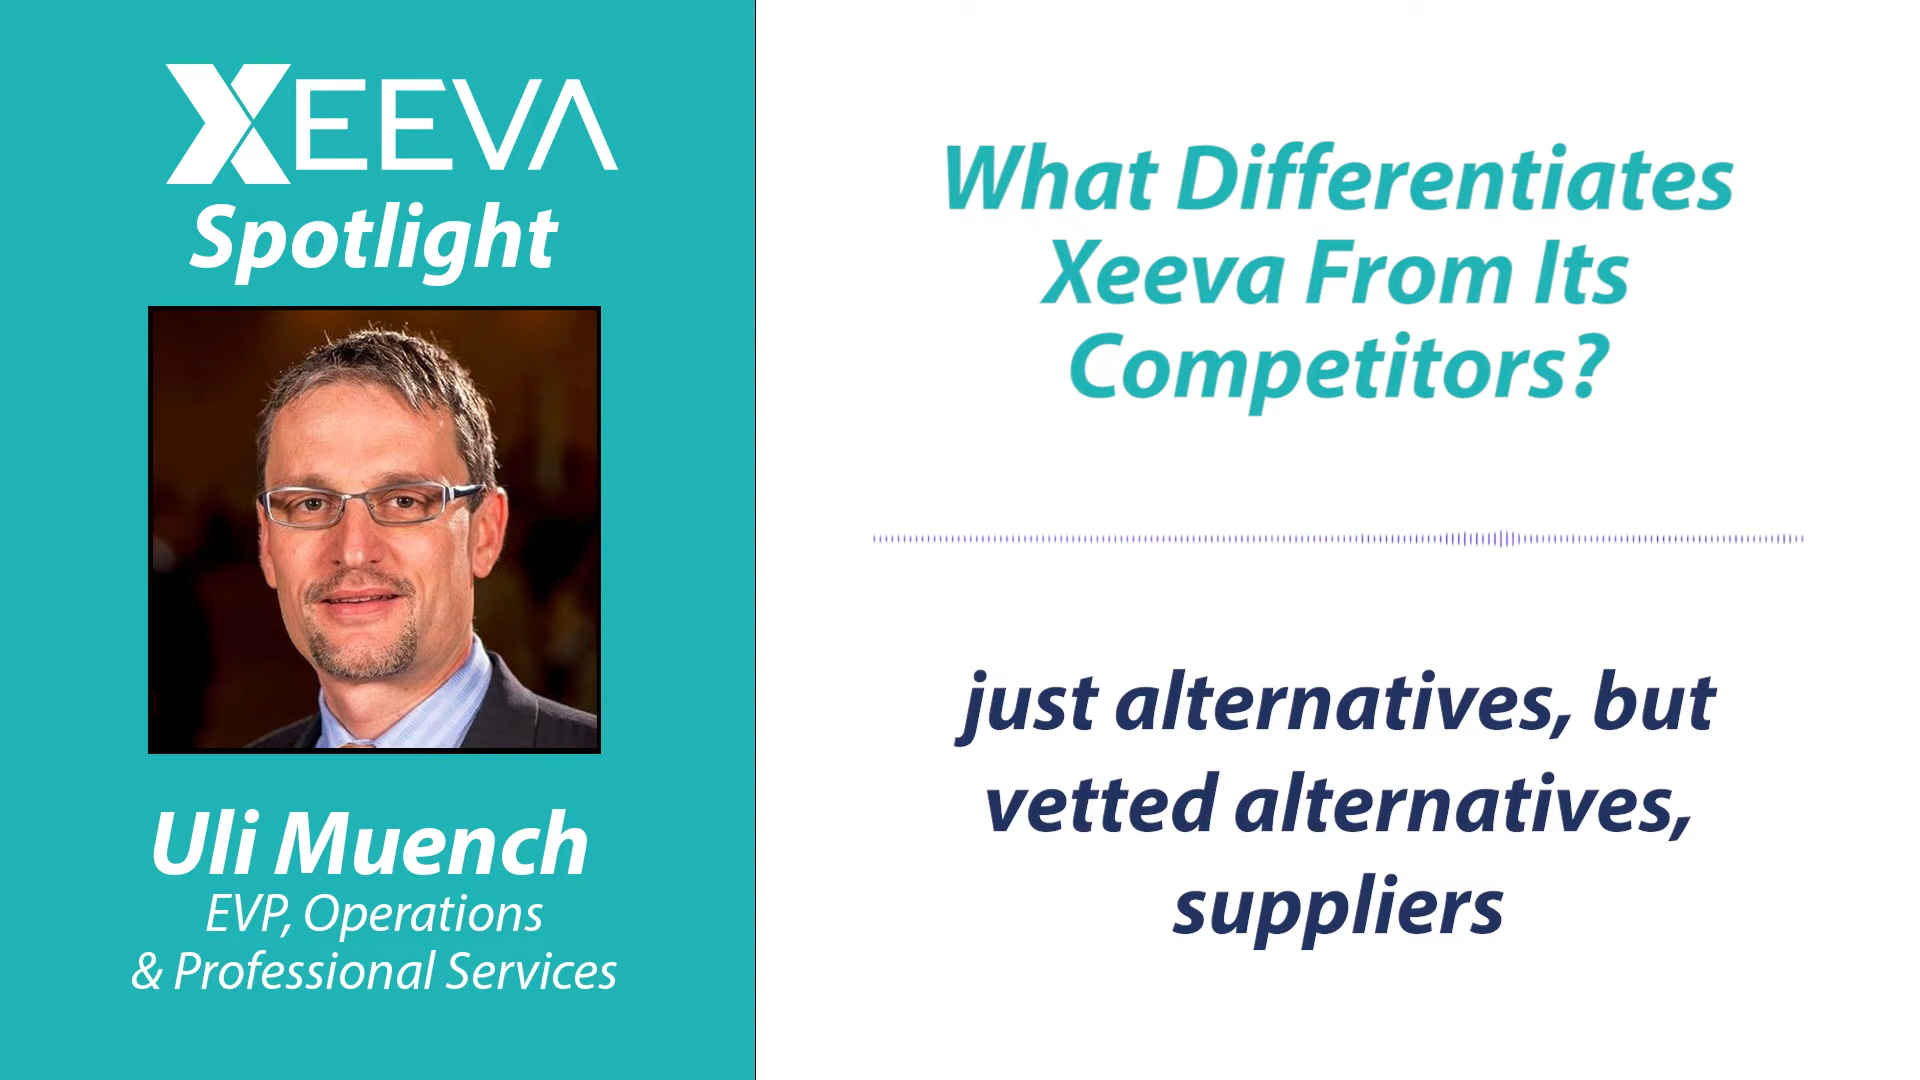 XEEVA
Spotlight
Uli Muench
EVP, Operations
& Professional Services
What Differentiates
Xeeva From Its
Competitors?
just alternatives, but
vetted alternatives,
suppliers